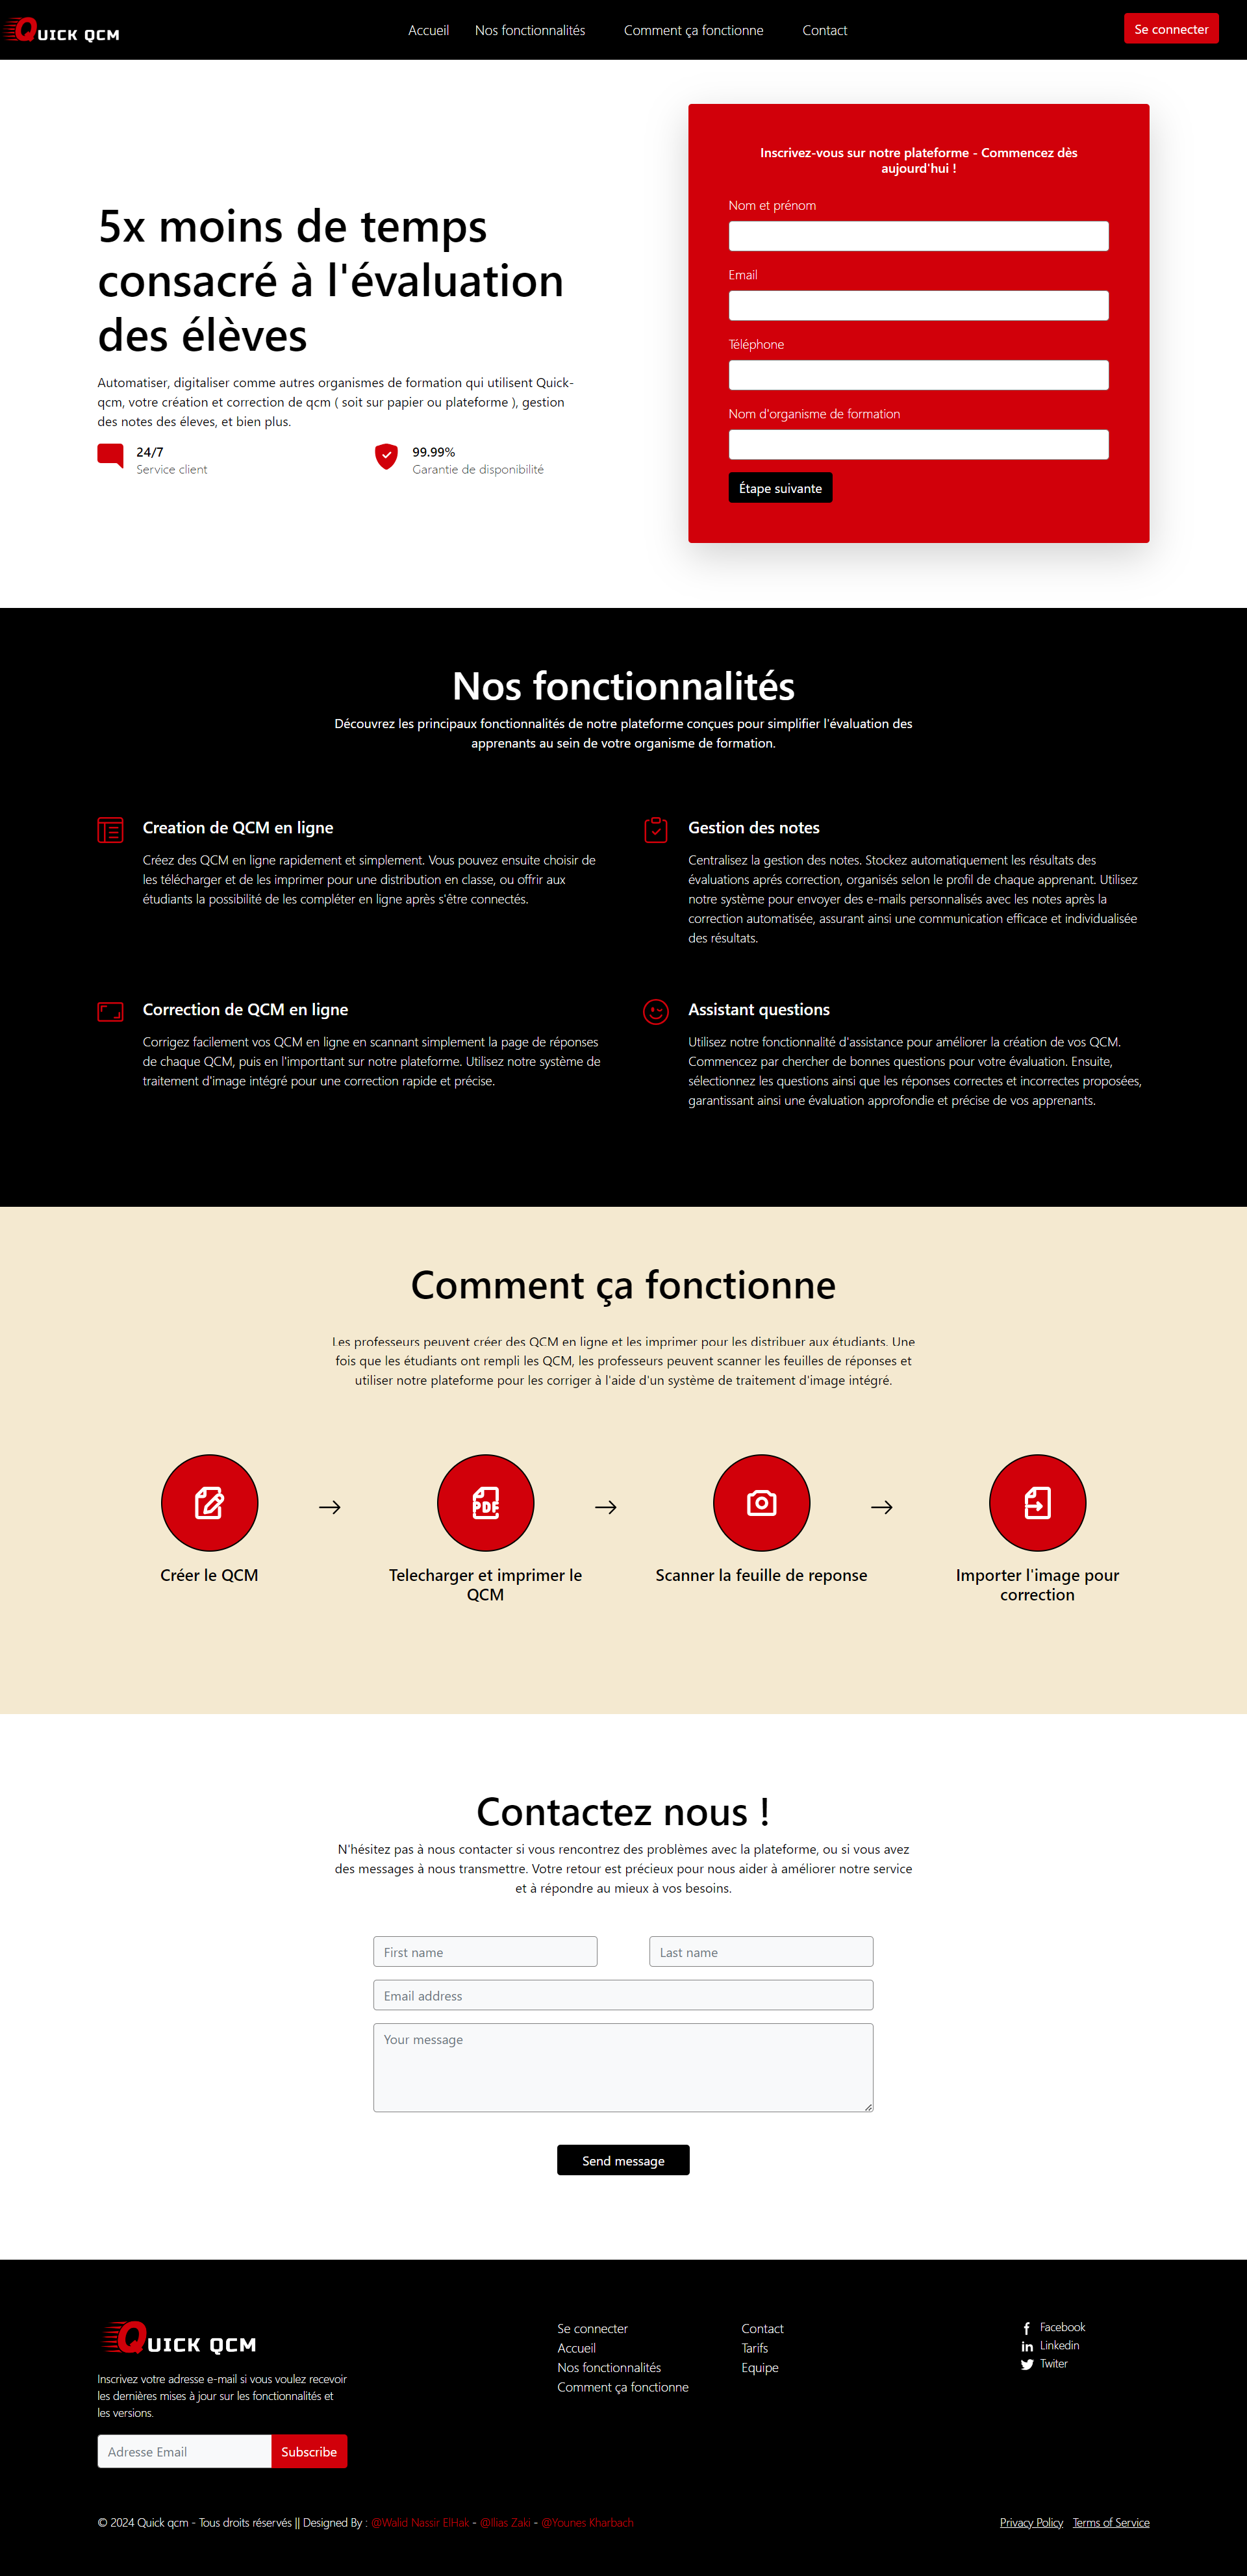 QUICK QCM
Accueil
Nos fonctionalités
Comment ça fonctionne
Contact
Se connecter
5x moins de temps
consacré à l'évaluation
des élèves
Automatiser, digitaliser comme autres organismes de formation qui utilisent Quick-
qcm, votre création et correction de qcm ( soit sur papier ou plateforme ), gestion
des notes des éleves, et bien plus.
24/7
Service client
99.99%
Garantie de disponibilité
Inscrivez-vous sur notre plateforme - Commencez dès
aujourd'hui !
Nom et prénom
Email
Téléphone
Nom d'organisme de formation
Étape suivante
Nos fonctionnalités
Découvrez les principaux fonctionnalités de notre plateforme conçues pour simplifier l'évaluation des
apprenants au sein de votre organisme de formation.
Creation de QCM en ligne
Créez des QCM en ligne rapidement et simplement. Vous pouvez ensuite choisir de
les télécharger et de les imprimer pour une distribution en classe, ou offrir aux
étudiants la possibilité de les compléter en ligne après s'être connectés.
Gestion des notes
Centralisez la gestion des notes. Stockez automatiquement les résultats des
évaluations aprés correction, organisés selon le profil de chaque apprenant. Utilisez
notre système pour envoyer des e-mails personnalisés avec les notes après la
correction automatisée, assurant ainsi une communication efficace et individualisée
des résultats.
Correction de QCM en ligne
Corrigez facilement vos QCM en ligne en scannant simplement la page de réponses
de chaque QCM, puis en l'importtant sur notre plateforme. Utilisez notre système de
traitement d'image intégré pour une correction rapide et précise.
Assistant questions
Utilisez notre fonctionnalité d'assistance pour améliorer la création de vos QCM.
Commencez par chercher de bonnes questions pour votre évaluation. Ensuite,
sélectionnez les questions ainsi que les réponses correctes et incorrectes proposées,
garantissant ainsi une évaluation approfondie et précise de vos apprenants.
Comment ça fonctionne
Les professeurs peuvent créer des QCM en ligne et les imprimer pour les distribuer aux étudiants. Une
fois que les étudiants ont rempli les QCM, les professeurs peuvent scanner les feuilles de réponses et
utiliser notre plateforme pour les corriger à l'aide d'un système de traitement d'image intégré.
PDF
Créer le QCM
Telecharger et imprimer le
QCM
Scanner la feuille de reponse
Importer l'image pour
correction
Contactez nous !
N'hésitez pas à nous contacter si vous rencontrez des problèmes avec la plateforme, ou si vous avez
des messages à nous transmettre. Votre retour est précieux pour nous aider à améliorer notre service
et à répondre au mieux à vos besoins.
First name
Last name
Email address
Your message
Send message
QUICK QCM
Inscrivez votre adresse e-mail si vous voulez recevoir
les dernières mises à jour sur les fonctionnalités et
les versions.
Adresse Email
Subscribe
Se connecter
Accueil
Nos fonctionnalités
Comment ça fonctionne
Contact
Tarifs
Equipe
Facebook
Linkedin
Twiter
© 2024 Quick qcm - Tous droits réservés || Designed By : @Walid Nassir ElHak - @Ilias Zaki - @Younes Kharbach
Privacy Policy
Terms of Service